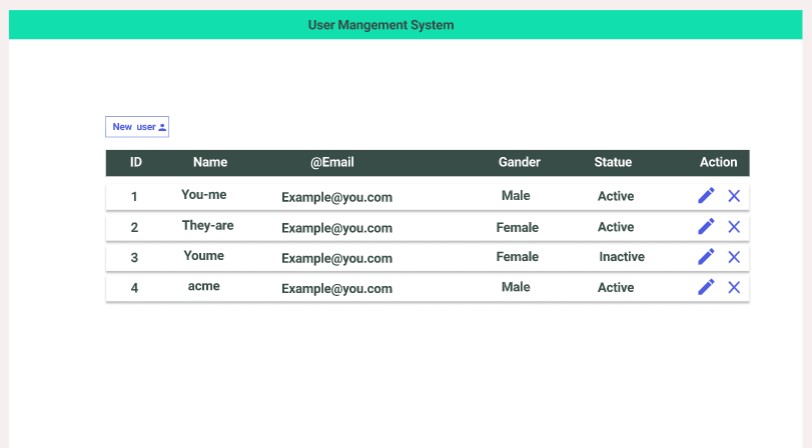 User Mangement System
New user
ID Name @Email Gander Statue Action
1 You-me Example@you.com Male Active
2 They-are Example@you.com Female Active
3 Youme Example@you.com Female Inactive
4 acme Example@you.com Male Active